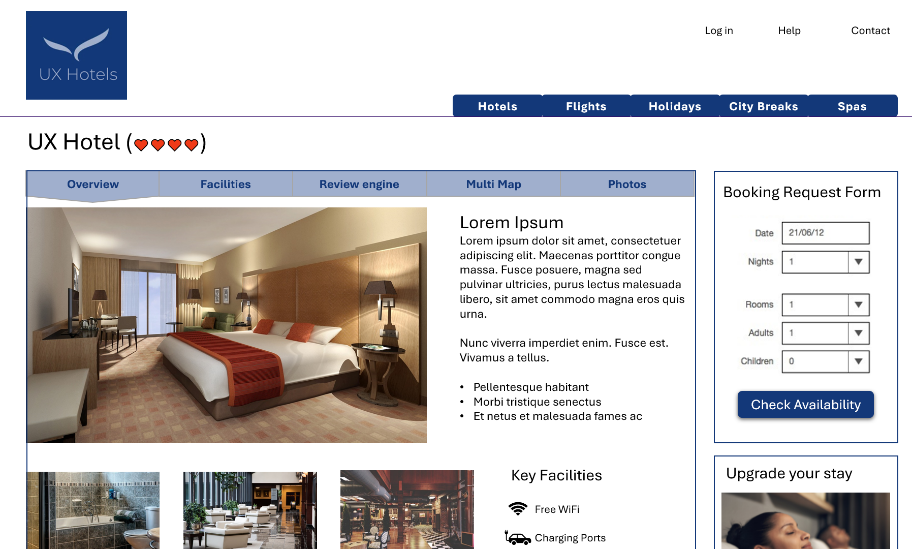 UX Hotels
Log in
Help
Contact
Hotels
Flights
Holidays
City Breaks
Spas
UX Hotel (
)
Overview
Facilities
Review engine
Multi Map
Photos
Lorem Ipsum
Lorem ipsum dolor sit amet, consectetuer
adipiscing elit. Maecenas porttitor congue
massa. Fusce posuere, magna sed
pulvinar ultricies, purus lectus malesuada
libero, sit amet commodo magna eros quis
urna.
Nunc viverra imperdiet enim. Fusce est.
Vivamus a tellus.
• Pellentesque habitant
• Morbi tristique senectus
• Et netus et malesuada fames ac
Key Facilities
Free WiFi
Charging Ports
Booking Request Form
Date 21/06/12
Nights 1
Rooms 1
Adults 1
Children 0
Check Availability
Upgrade your stay